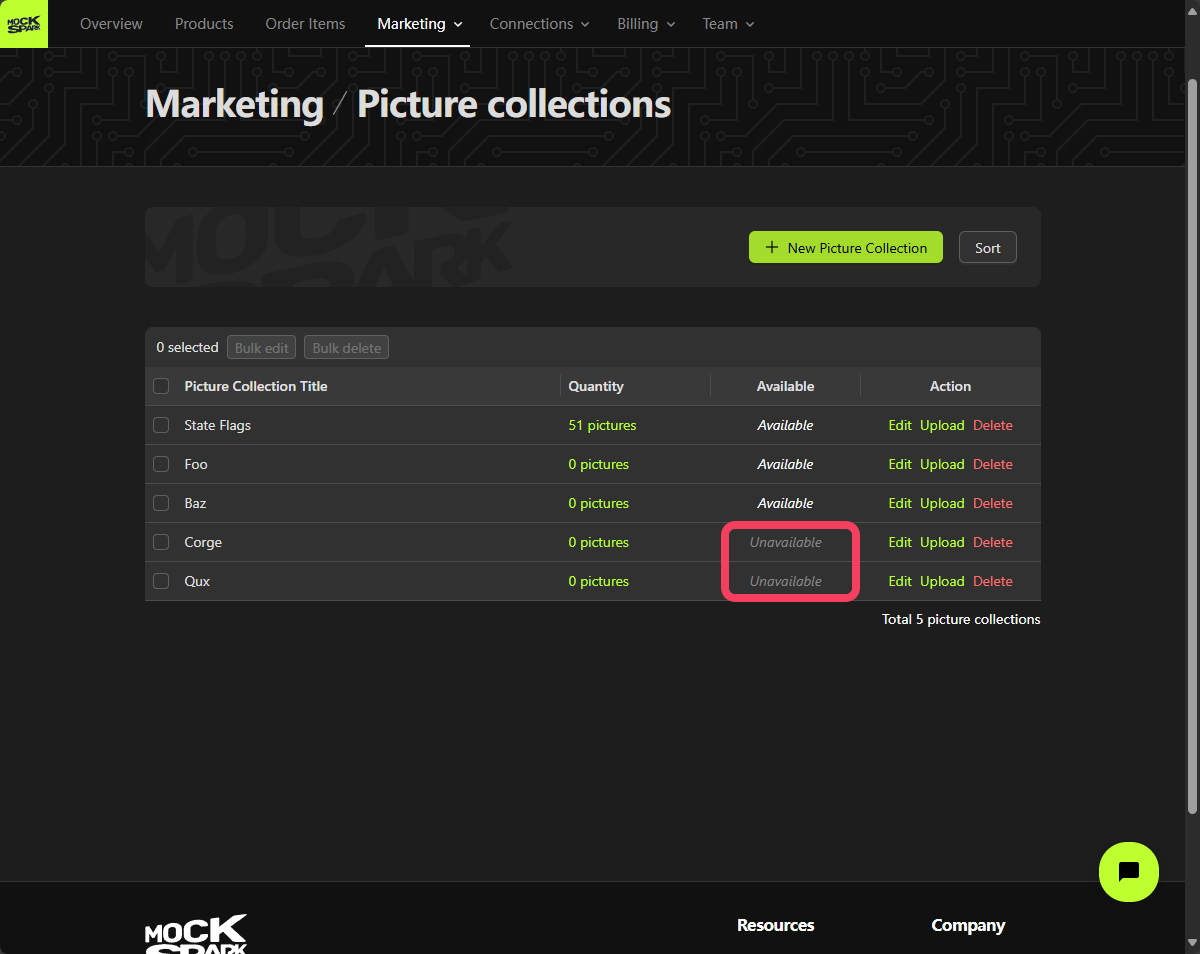 MOCK SPARK
Overview Products Order Items Marketing Connections Billing Team
Marketing / Picture collections
MOCK SPARK
+ New Picture Collection Sort
0 selected Bulk edit Bulk delete
Picture Collection Title Quantity Available Action
State Flags 51 pictures Available Edit Upload Delete
Foo 0 pictures Available Edit Upload Delete
Baz 0 pictures Available Edit Upload Delete
Corge 0 pictures Unavailable Edit Upload Delete
Qux 0 pictures Unavailable Edit Upload Delete
Total 5 picture collections
MOCK SPARK
Resources Company